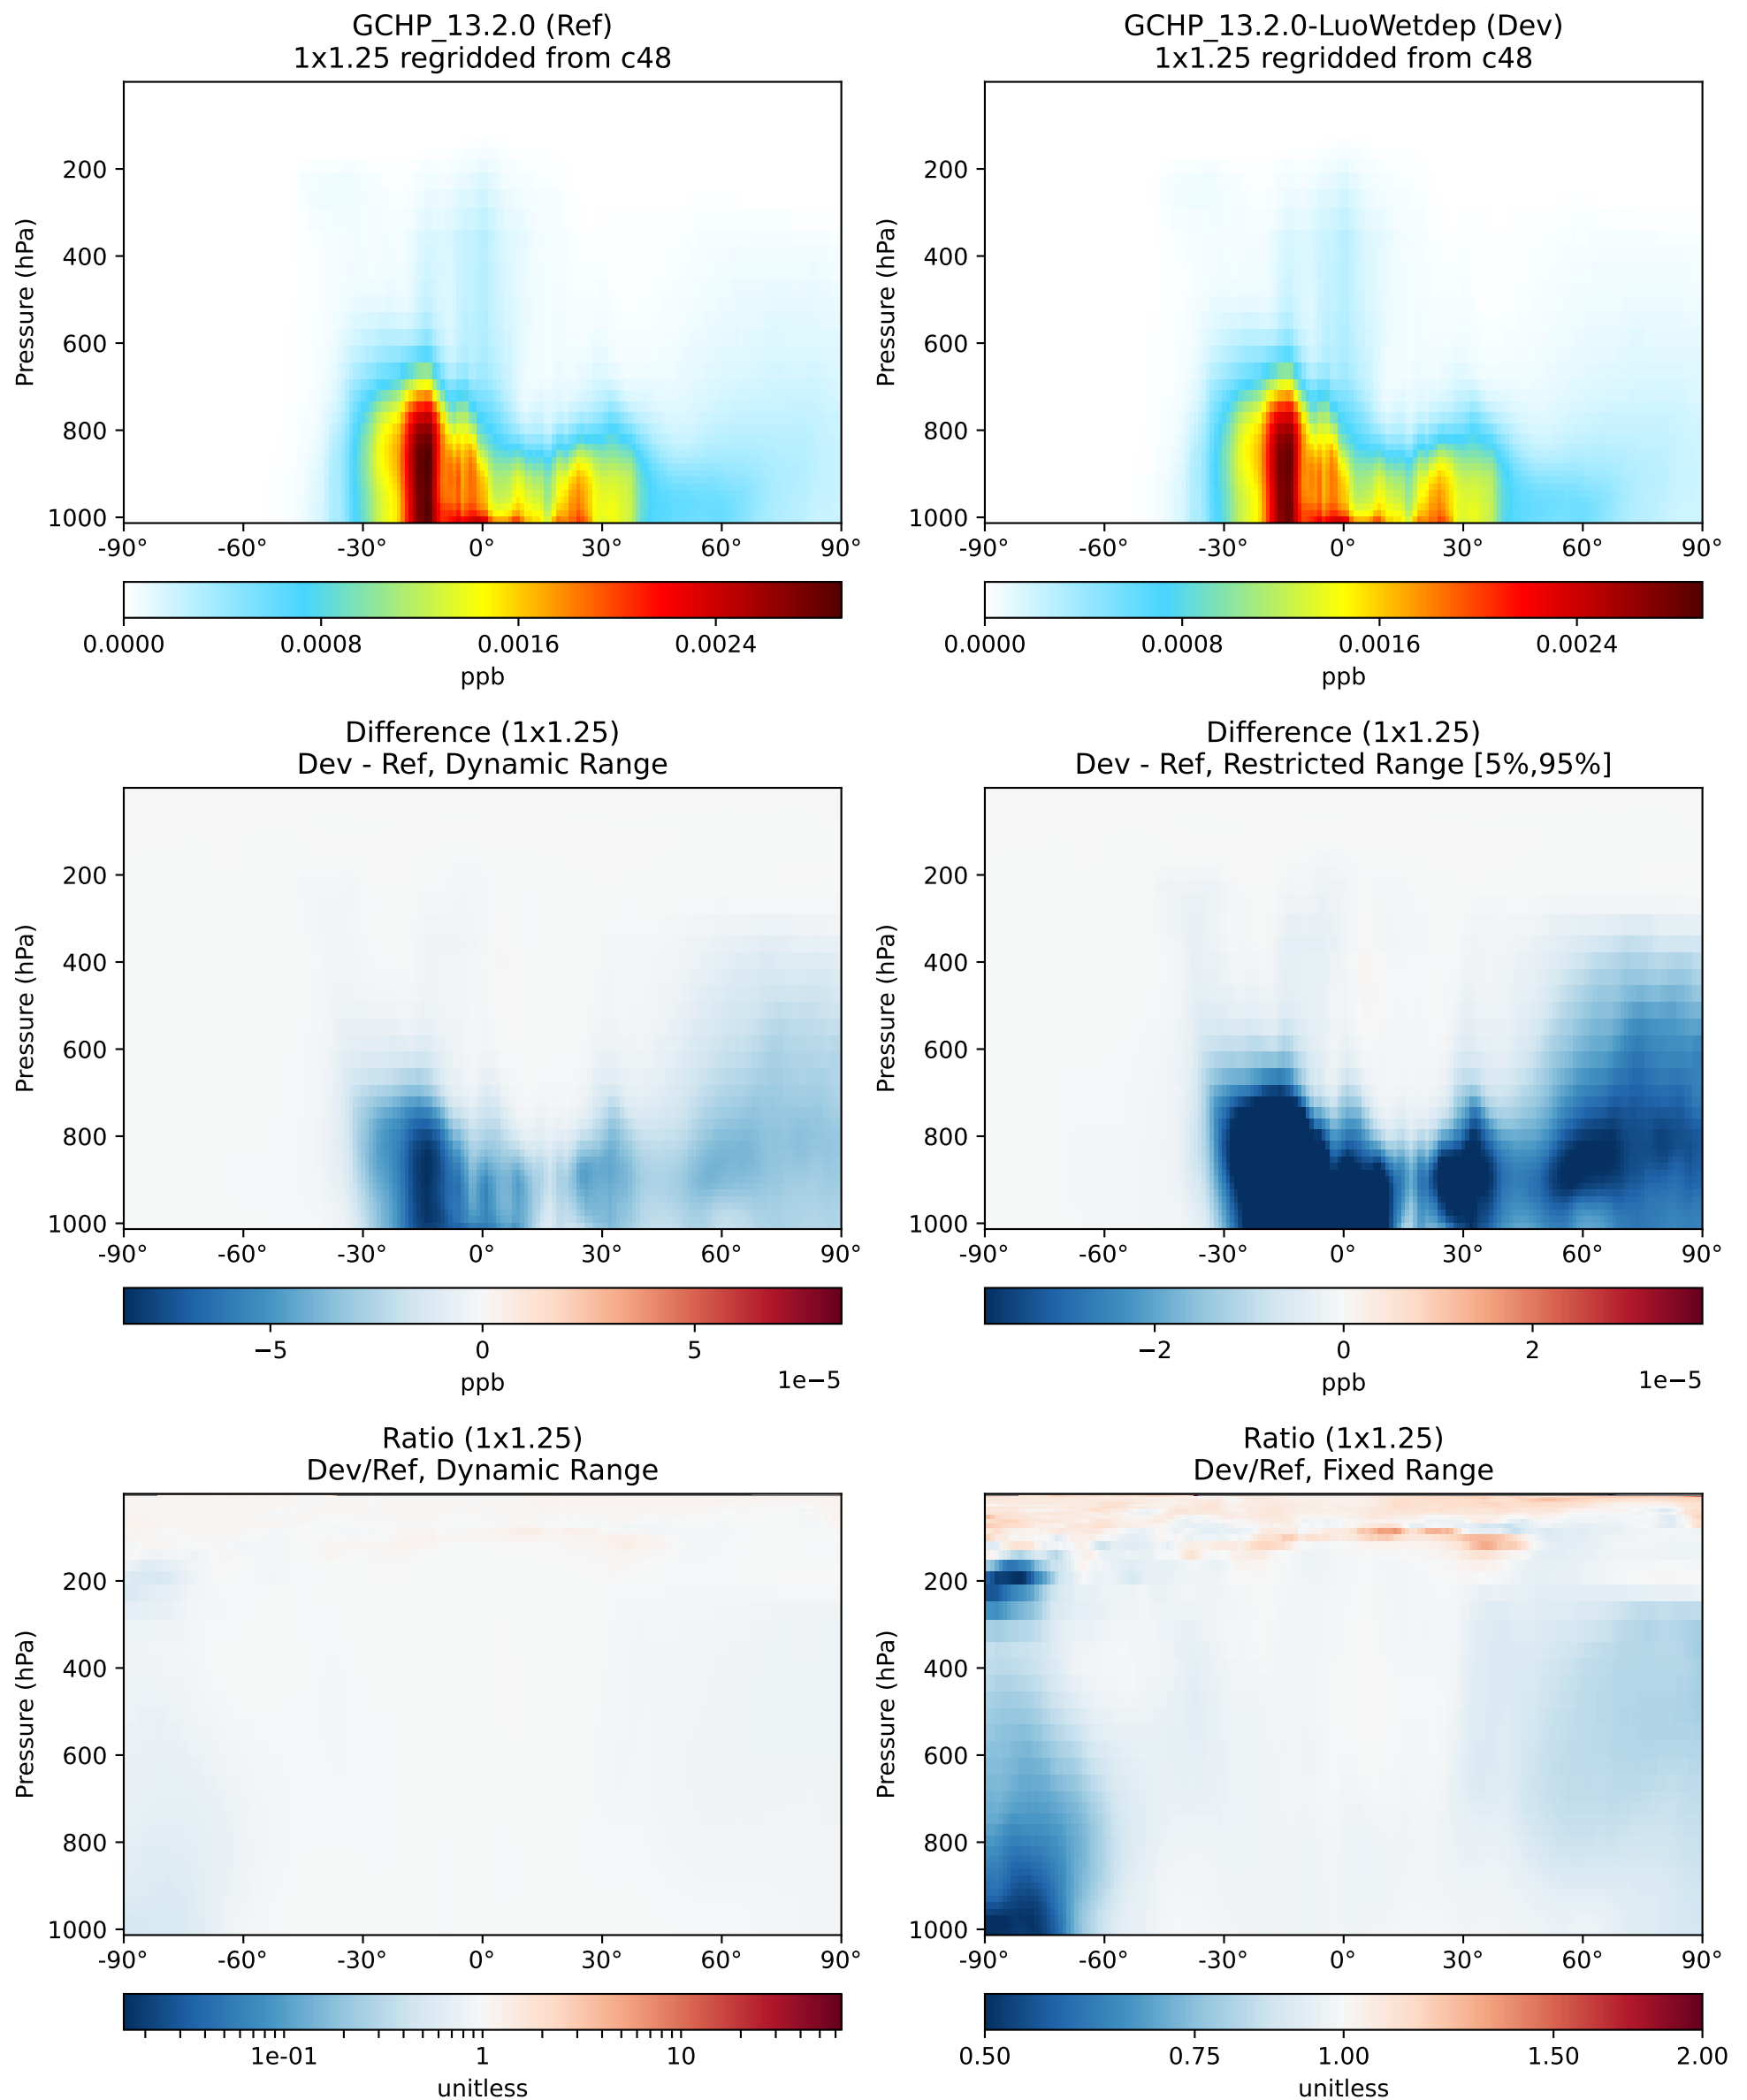 GCHP_13.2.0 (Ref)
1x1.25 regridded from c48
GCHP_13.2.0-LuoWetdep (Dev)
1x1.25 regridded from c48
Pressure (hPa)
200
400
600
800
1000
-90° -60° -30° 0° 30° 60° 90°
0.0000 0.0008 0.0016 0.0024
ppb
Pressure (hPa)
200
400
600
800
1000
-90° -60° -30° 0° 30° 60° 90°
0.0000 0.0008 0.0016 0.0024
ppb
Difference (1x1.25)
Dev - Ref, Dynamic Range
Difference (1x1.25)
Dev - Ref, Restricted Range [5%,95%]
Pressure (hPa)
200
400
600
800
1000
-90° -60° -30° 0° 30° 60° 90°
−5 0 5
ppb
1e−5
Pressure (hPa)
200
400
600
800
1000
-90° -60° -30° 0° 30° 60° 90°
−2 0 2
ppb
1e−5
Ratio (1x1.25)
Dev/Ref, Dynamic Range
Ratio (1x1.25)
Dev/Ref, Fixed Range
Pressure (hPa)
200
400
600
800
1000
-90° -60° -30° 0° 30° 60° 90°
1e-01 1 10
unitless
Pressure (hPa)
200
400
600
800
1000
-90° -60° -30° 0° 30° 60° 90°
0.50 0.75 1.00 1.50 2.00
unitless